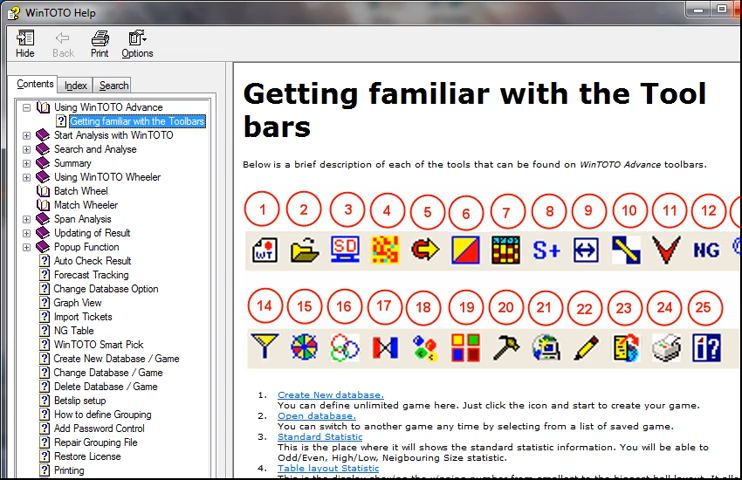 WinTOTO Help
Hide
Back
Print
Options
Contents
Index
Search
Using WinTOTO Advance
Getting familiar with the Toolbars
Start Analysis with WinTOTO
Search and Analyse
Summary
Using WinTOTO Wheeler
Batch Wheel
Match Wheeler
Span Analysis
Updating of Result
Popup Function
Auto Check Result
Forecast Tracking
Change Database Option
Graph View
Import Tickets
NG Table
WinTOTO Smart Pick
Create New Database / Game
Change Database / Game
Delete Database / Game
Betslip setup
How to define Grouping
Add Password Control
Repair Grouping File
Restore License
Printing
Getting familiar with the Tool
bars
Below is a brief description of each of the tools that can be found on WinTOTO Advance toolbars.
1 2 3 4 5 6 7 8 9 10 11 12
WT SD S+ NG
14 15 16 17 18 19 20 21 22 23 24 25
i?
1. Create New database.
You can define unlimited game here. Just click the icon and start to create your game.
2. Open database.
You can switch to another game any time by selecting from a list of saved game.
3. Standard Statistic
This is the place where it will shows the standard statistic information. You will be able to
Odd/Even, High/Low, Neigbouring Size statistic.
4. Table layout Statistic